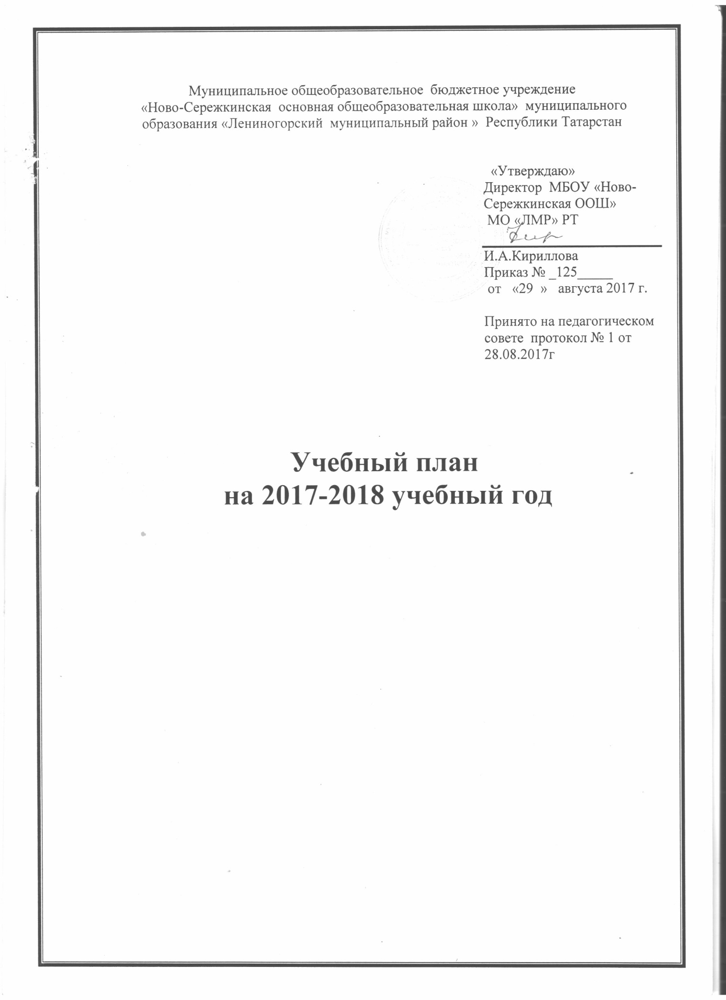 Муниципальное общеобразовательное бюджетное учреждение
«Ново-Сережкинская основная общеобразовательная школа» муниципального
образования «Лениногорский муниципальный район » Республики Татарстан
«Утверждаю»
Директор МБОУ «Ново-
Сережкинская ООШ»
МО «ЛМР» РТ
И.А.Кириллова
Приказ № _125_____
от «29 » августа 2017 г.
Принято на педагогическом
совете протокол № 1 от
28.08.2017г
Учебный план
на 2017-2018 учебный год